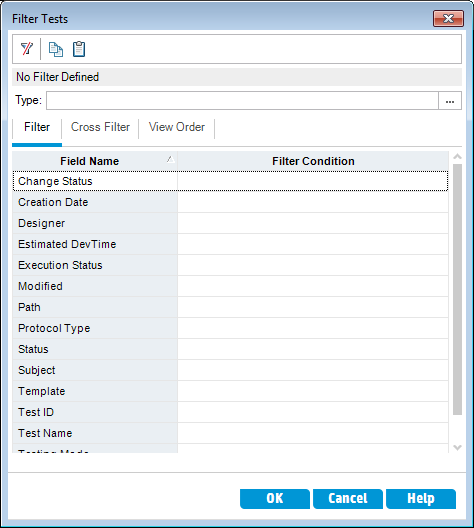 Filter Tests
No Filter Defined
Type:
...
Filter Cross Filter View Order
Field Name Filter Condition
Change Status
Creation Date
Designer
Estimated DevTime
Execution Status
Modified
Path
Protocol Type
Status
Subject
Template
Test ID
Test Name
Testing Mode
OK Cancel Help